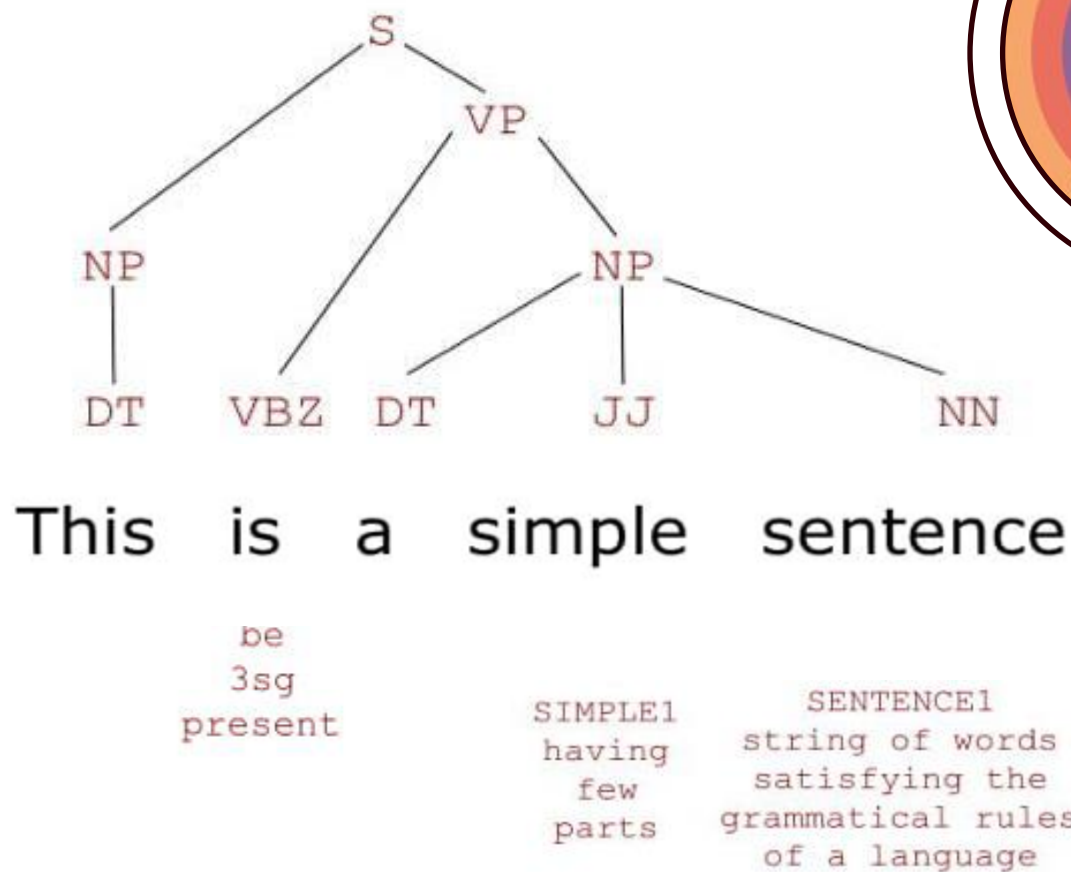 S
VP
NP NP
DT VBZ DT JJ NN
This is a simple sentence
be
3sg
present
SIMPLE1
having
few
parts
SENTENCE1
string of words
satisfying the
grammatical rules
of a language